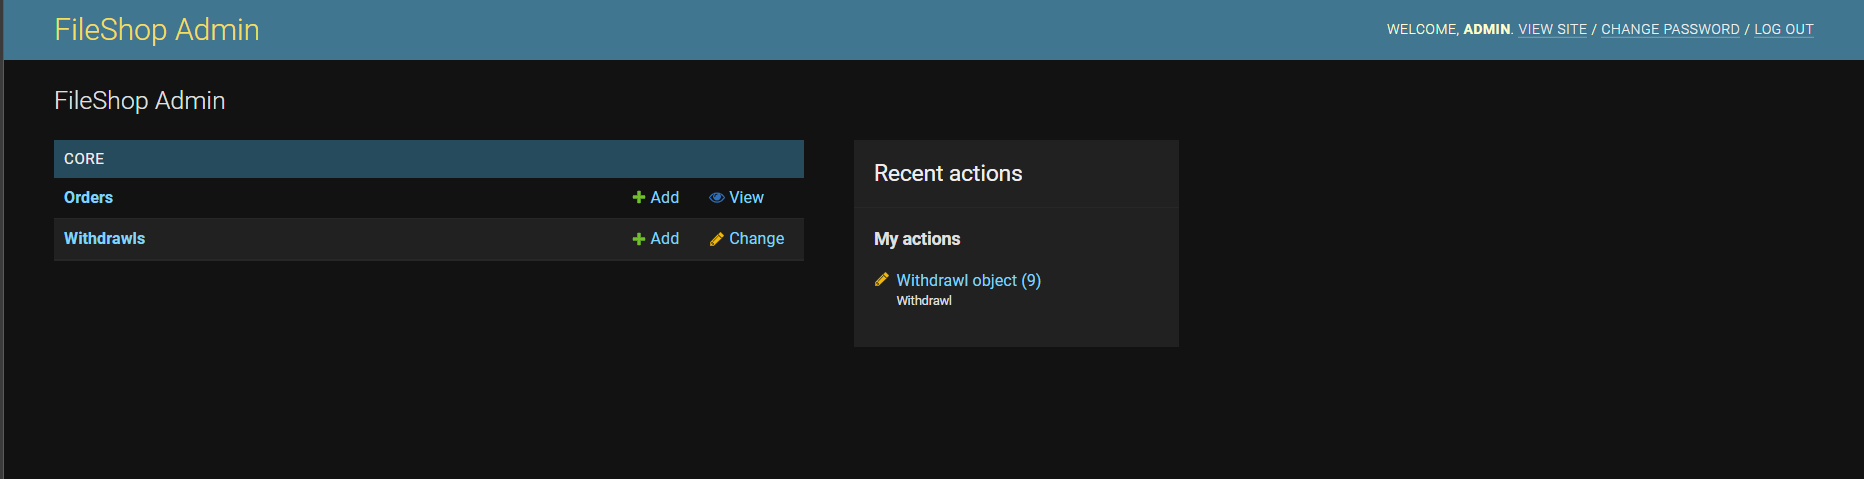 FileShop Admin
WELCOME, ADMIN. VIEW SITE / CHANGE PASSWORD / LOG OUT
FileShop Admin
CORE
Orders Add View
Withdrawls Add Change
Recent actions
My actions
Withdrawl object (9)
Withdrawl